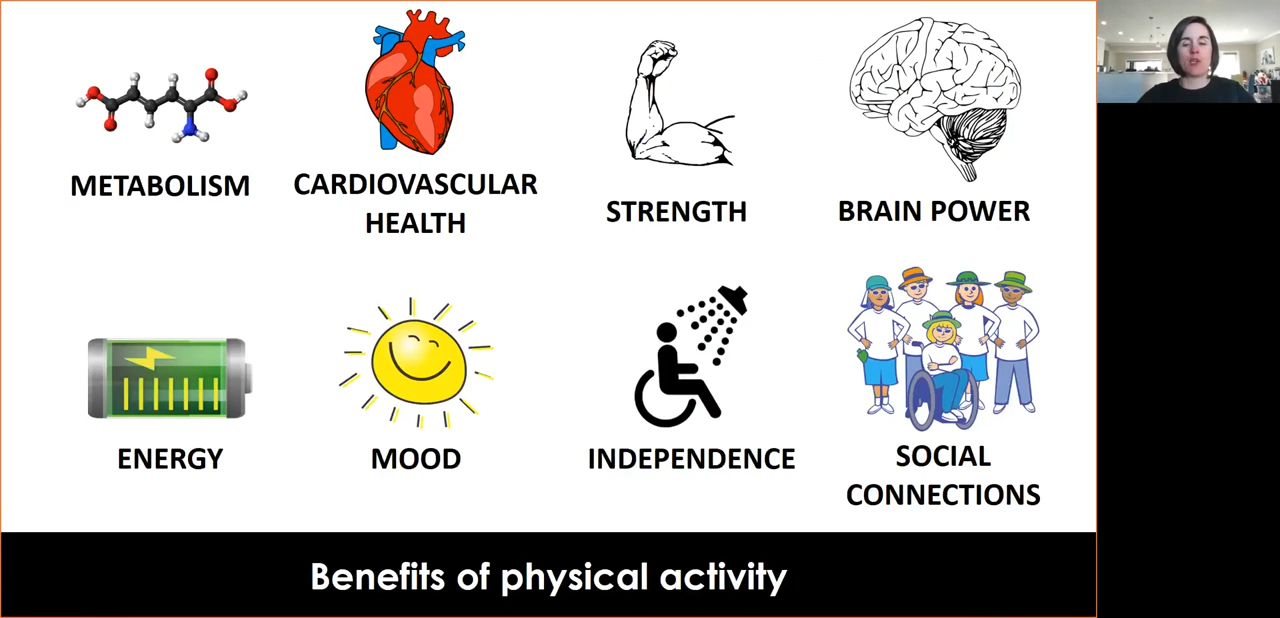 METABOLISM
CARDIOVASCULAR
HEALTH
STRENGTH
BRAIN POWER
ENERGY
MOOD
INDEPENDENCE
SOCIAL
CONNECTIONS
Benefits of physical activity